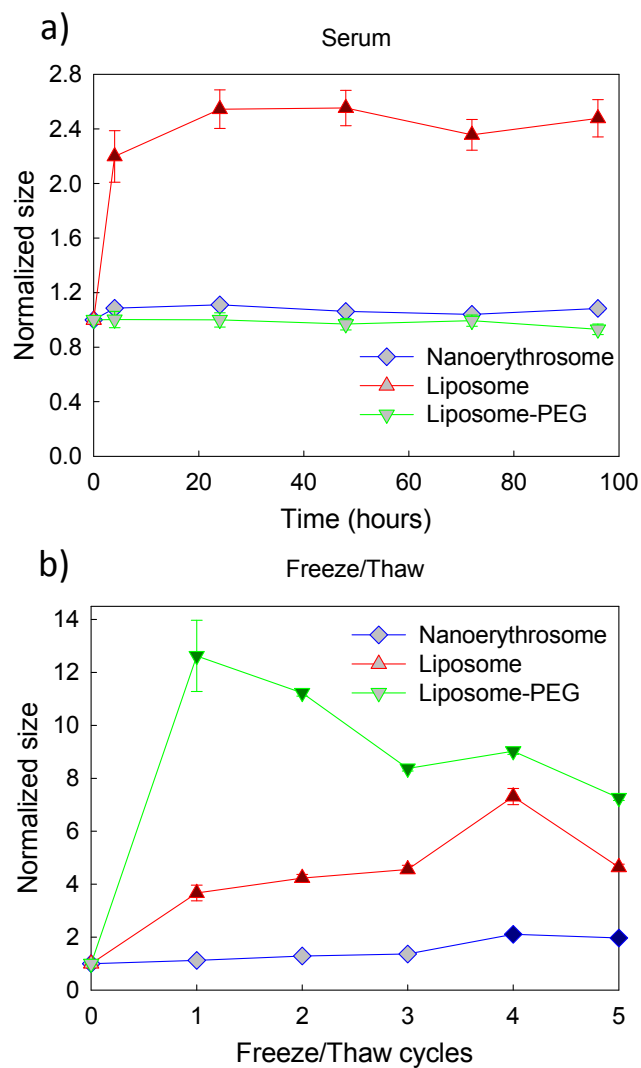 a)
Serum
2.8
2.4
2.0
1.6
1.2
0.8
0.4
0.0
Normalized size
Nanoerythrosome
Liposome
Liposome-PEG
0 20 40 60 80 100
Time (hours)
b)
Freeze/Thaw
14
12
10
8
6
4
2
0
Normalized size
Nanoerythrosome
Liposome
Liposome-PEG
0 1 2 3 4 5
Freeze/Thaw cycles